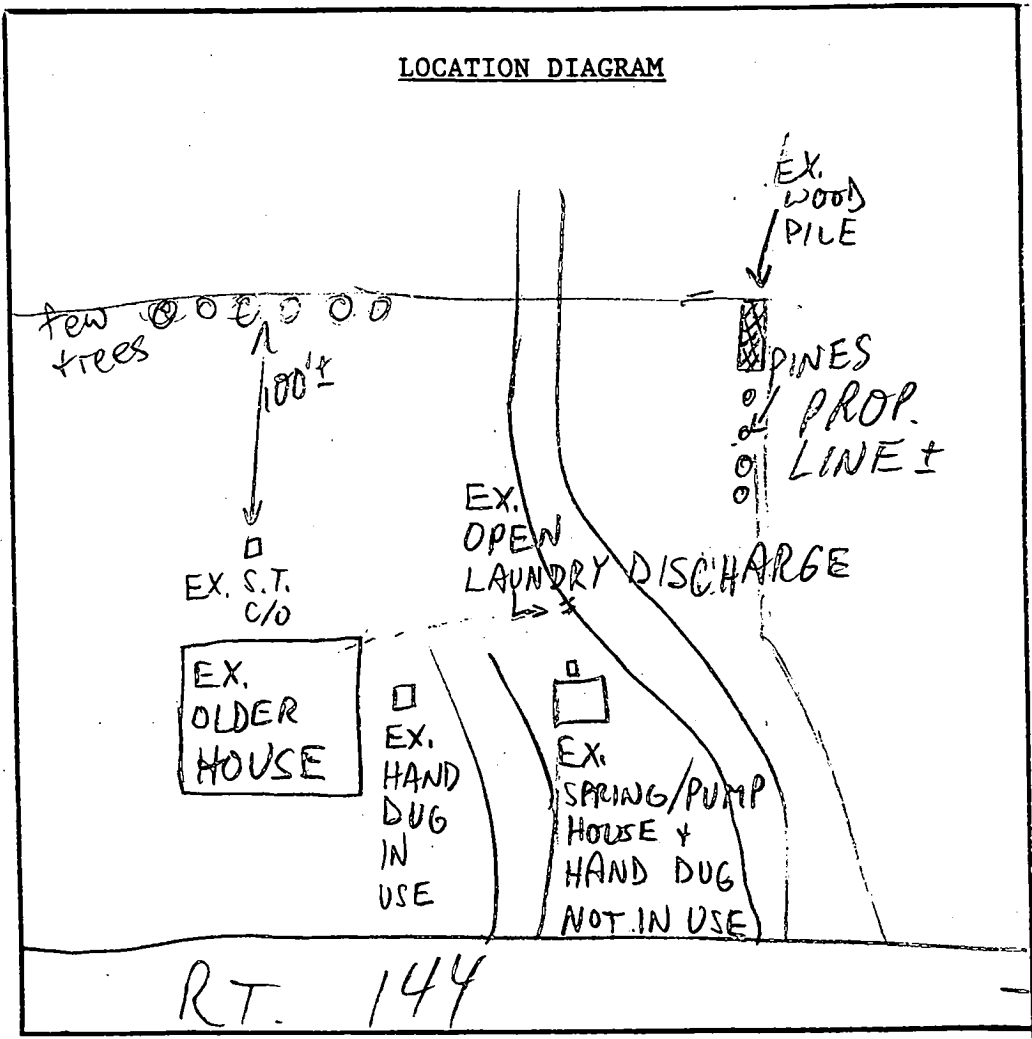 LOCATION DIAGRAM
EX.
WOOD
PILE
few
trees
100'±
PINES
PROP.
LINE ±
EX.
OPEN
LAUNDRY DISCHARGE
EX. S.T.
C/O
EX.
OLDER
HOUSE
EX.
HAND
DUG
IN
USE
EX.
SPRING/PUMP
HOUSE +
HAND DUG
NOT IN USE
RT. 144